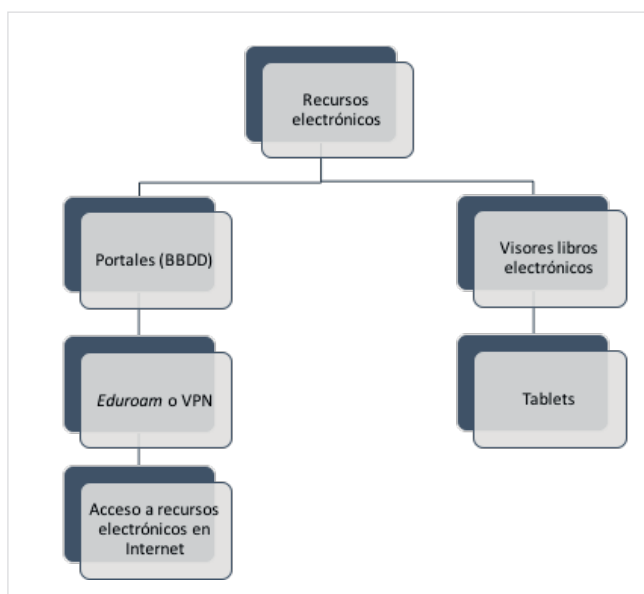 Recursos
electrónicos
Portales (BBDD)
Visores libros
electrónicos
Eduroam o VPN
Tablets
Acceso a recursos
electrónicos en
Internet